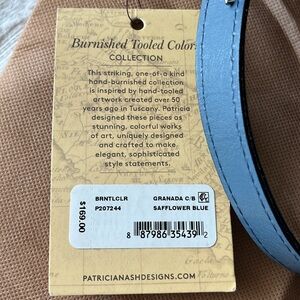 Burnished Tooled Color
COLLECTION
This striking, one-of-a kind
hand-burnished collection
is inspired by hand-tooled
artwork created over 50
years ago in Tuscany. Patricia
designed these pieces as
stunning, colorful works
of art, uniquely designed
and crafted to make
elegant, sophisticated
style statements.
BRNTLCLR GRANADA C/B
P207244 SAFFLOWER BLUE
$169.00
8 87986 35439 2
PATRICIANASHDESIGNS.COM